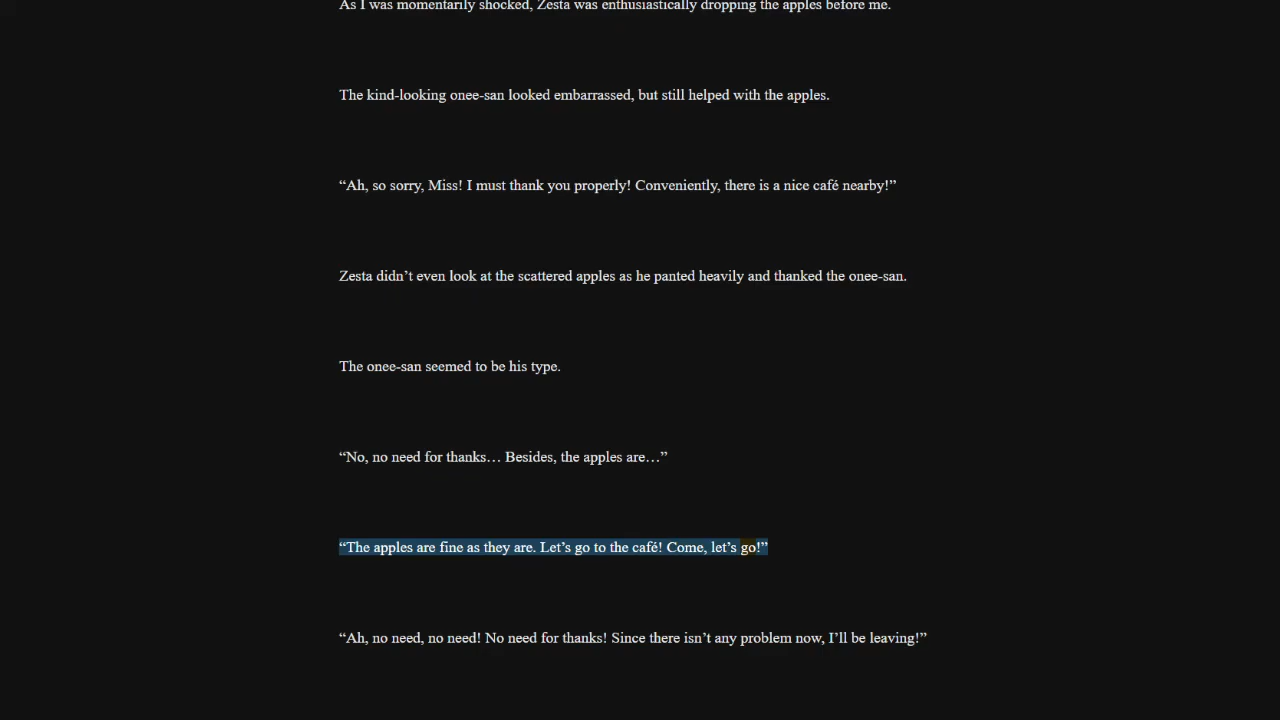 As I was momentarily shocked, Zesta was enthusiastically dropping the apples before me.
The kind-looking onee-san looked embarrassed, but still helped with the apples.
“Ah, so sorry, Miss! I must thank you properly! Conveniently, there is a nice café nearby!”
Zesta didn’t even look at the scattered apples as he panted heavily and thanked the onee-san.
The onee-san seemed to be his type.
“No, no need for thanks… Besides, the apples are…”
“The apples are fine as they are. Let’s go to the café! Come, let’s go!”
“Ah, no need, no need! No need for thanks! Since there isn’t any problem now, I’ll be leaving!”